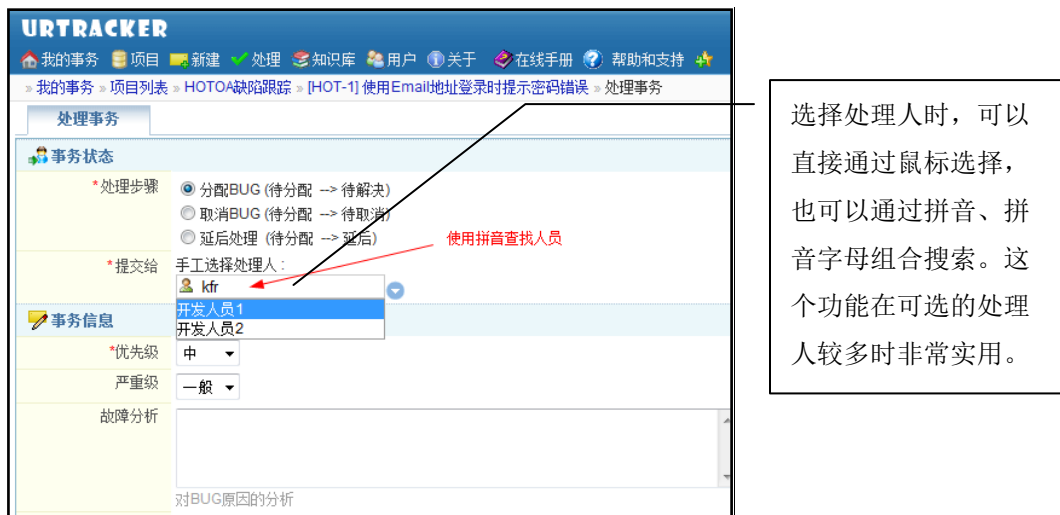 URTRACKER
我的事务 项目 新建 处理 知识库 用户 关于 在线手册 帮助和支持
» 我的事务 » 项目列表 » HOTOA缺陷跟踪 » [HOT-1] 使用Email地址登录时提示密码错误 » 处理事务
处理事务
事务状态
*处理步骤
分配BUG (待分配 --> 待解决)
取消BUG (待分配 --> 待取消)
延后处理 (待分配 --> 延后)
使用拼音查找人员
*提交给
手工选择处理人:
kfr
开发人员1
开发人员2
事务信息
*优先级
中
严重级
一般
故障分析
对BUG原因的分析
选择处理人时，可以
直接通过鼠标选择，
也可以通过拼音、拼
音字母组合搜索。这
个功能在可选的处理
人较多时非常实用。